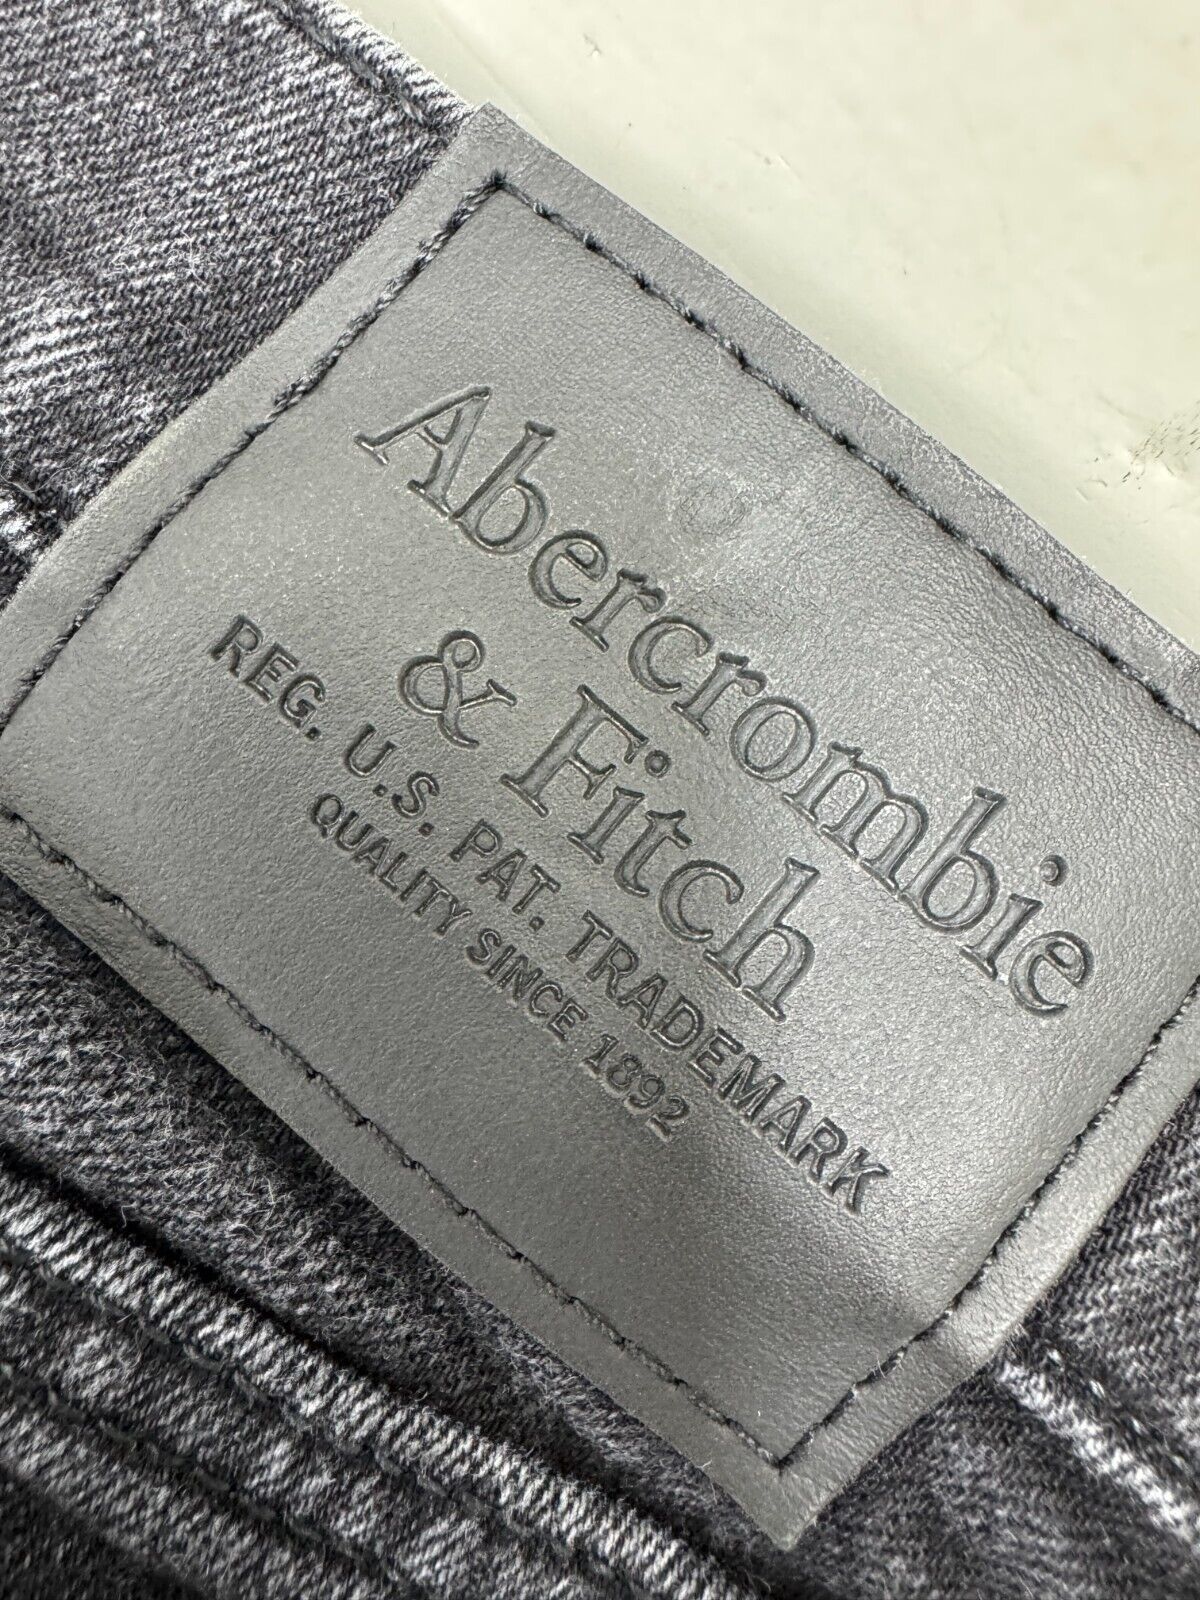 Abercrombie
& Fitch
REG. U.S. PAT. TRADEMARK
QUALITY SINCE 1892